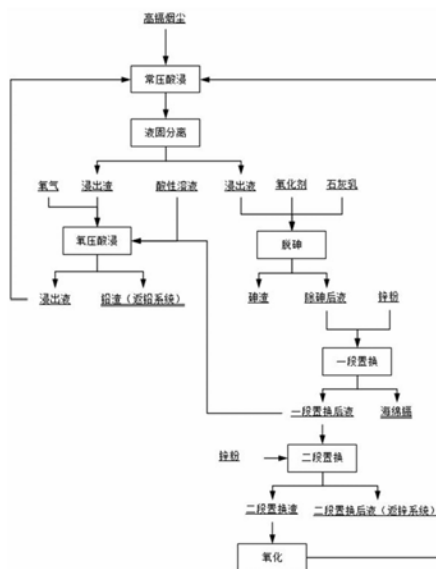 高镉烟尘
常压酸浸
液固分离
氧气 浸出渣 酸性溶液 浸出液 氧化剂 石灰乳
氧压酸浸 脱砷
浸出液 铅渣（返铅系统） 砷渣 除砷后液 锌粉
一段置换
一段置换后液 海绵镉
锌粉 二段置换
二段置换渣 二段置换后液（返锌系统）
氧化